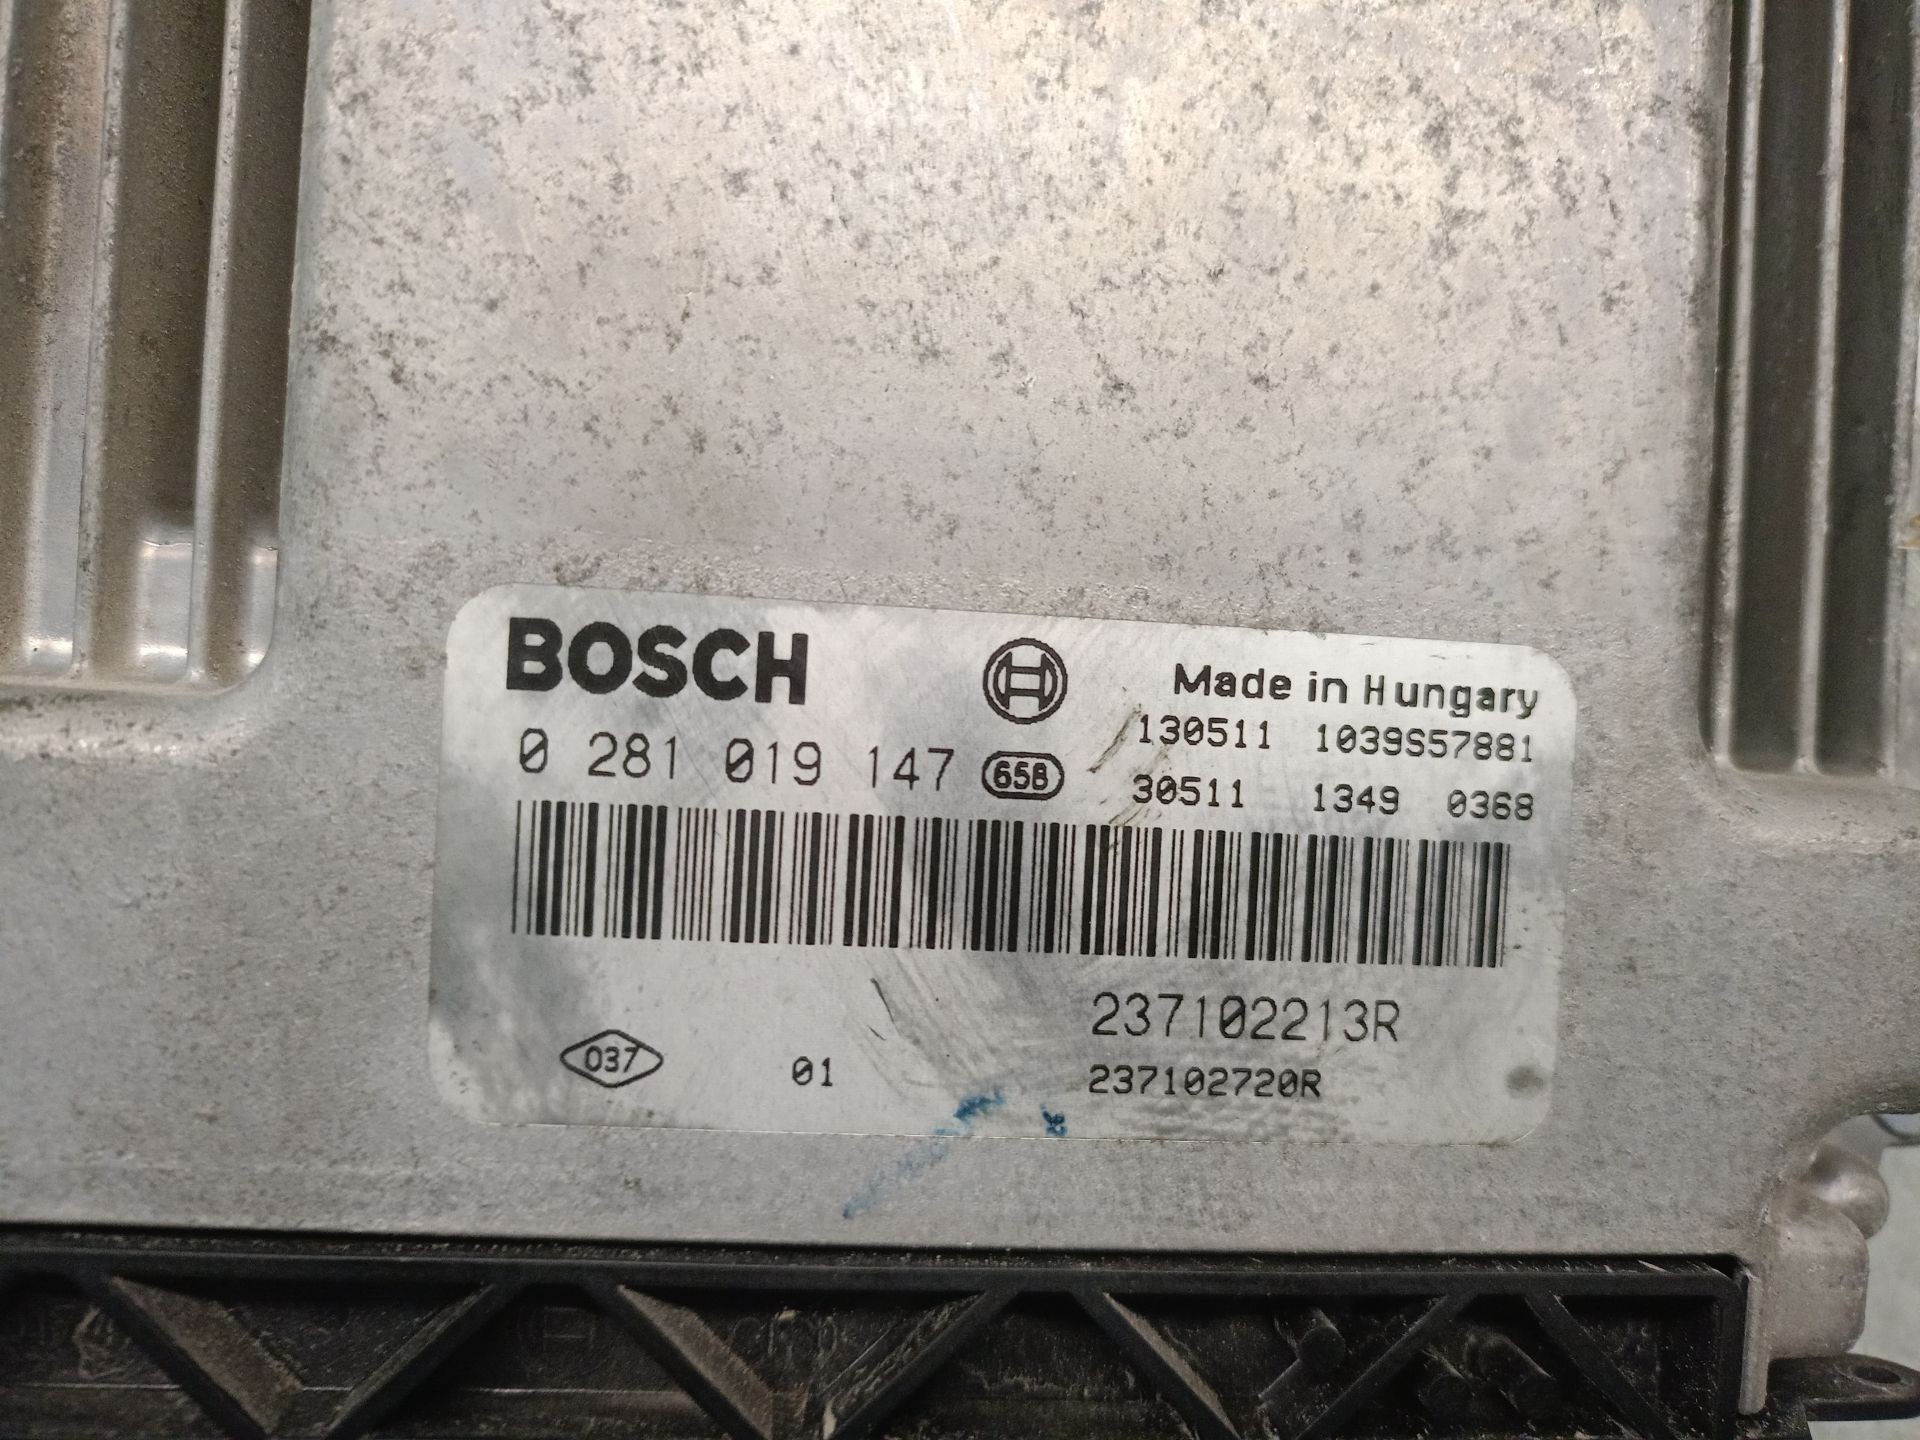 BOSCH
Made in Hungary
130511 1039S57881
0 281 019 147 658
30511 1349 0368
237102213R
037 01 237102720R